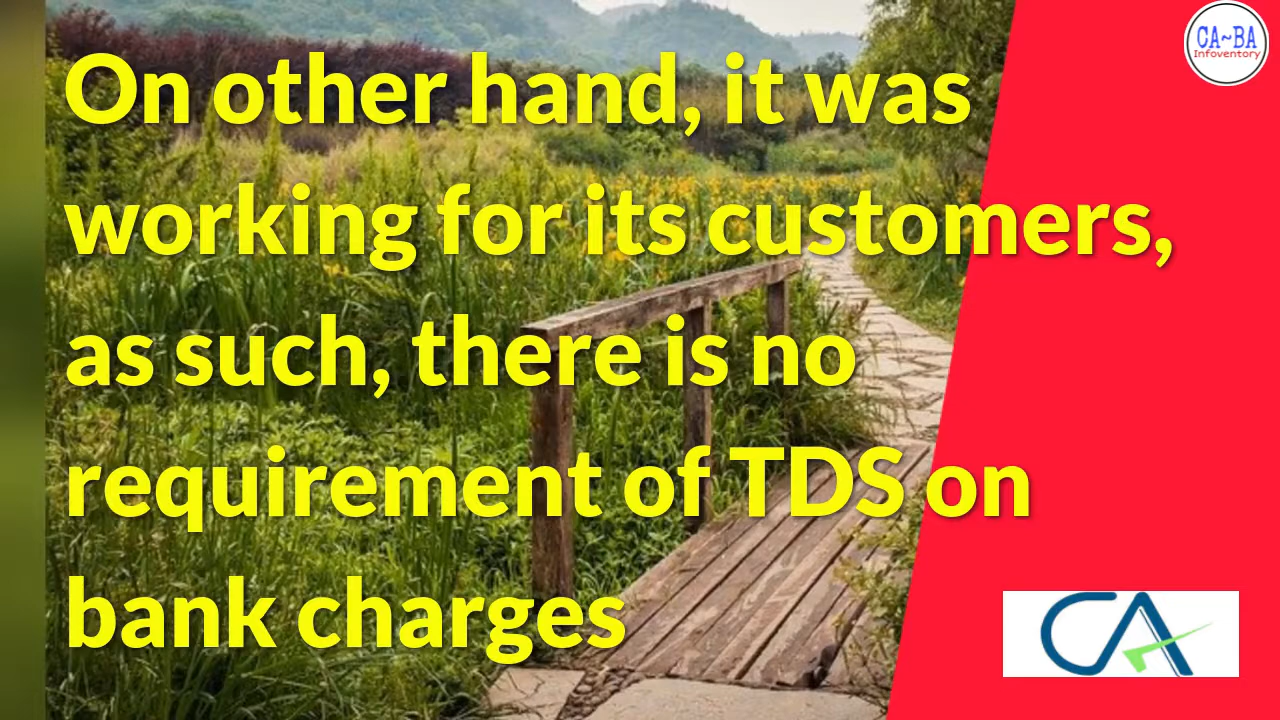 CA~BA
Infoventory
On other hand, it was
working for its customers,
as such, there is no
requirement of TDS on
bank charges
CA